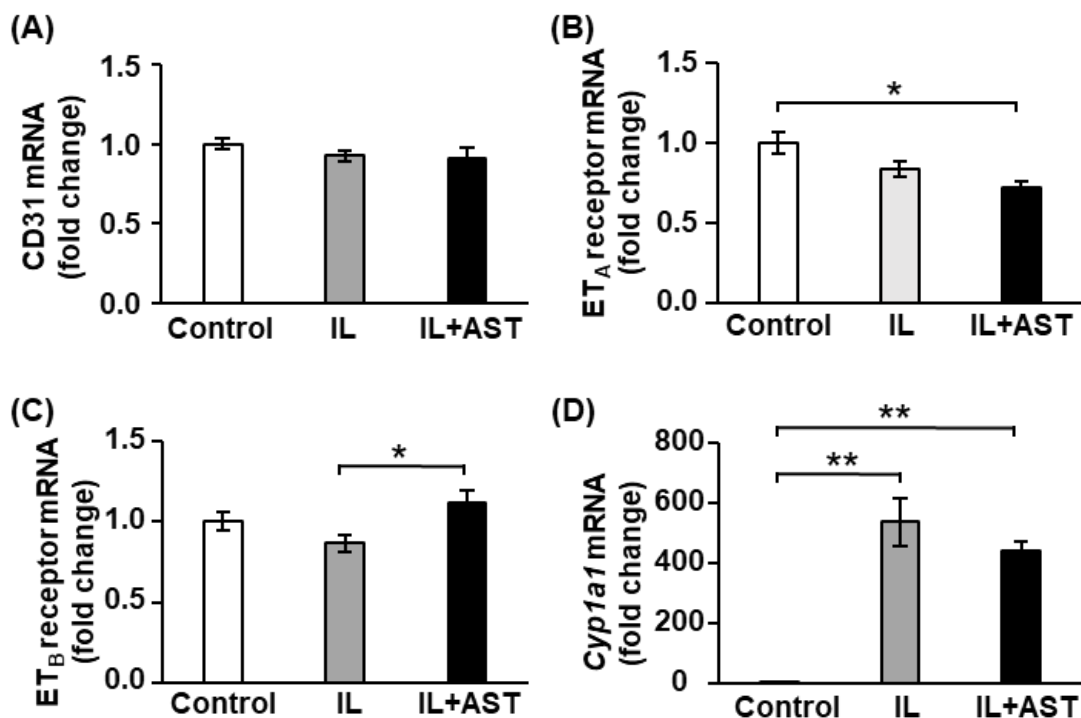 (A)
CD31 mRNA
(fold change)
1.5
1.0
0.5
0.0
Control IL IL+AST
(B)
ETA receptor mRNA
(fold change)
1.5
1.0
0.5
0.0
*
Control IL IL+AST
(C)
ETB receptor mRNA
(fold change)
1.5
1.0
0.5
0.0
*
Control IL IL+AST
(D)
Cyp1a1 mRNA
(fold change)
800
600
400
200
0
**
**
Control IL IL+AST